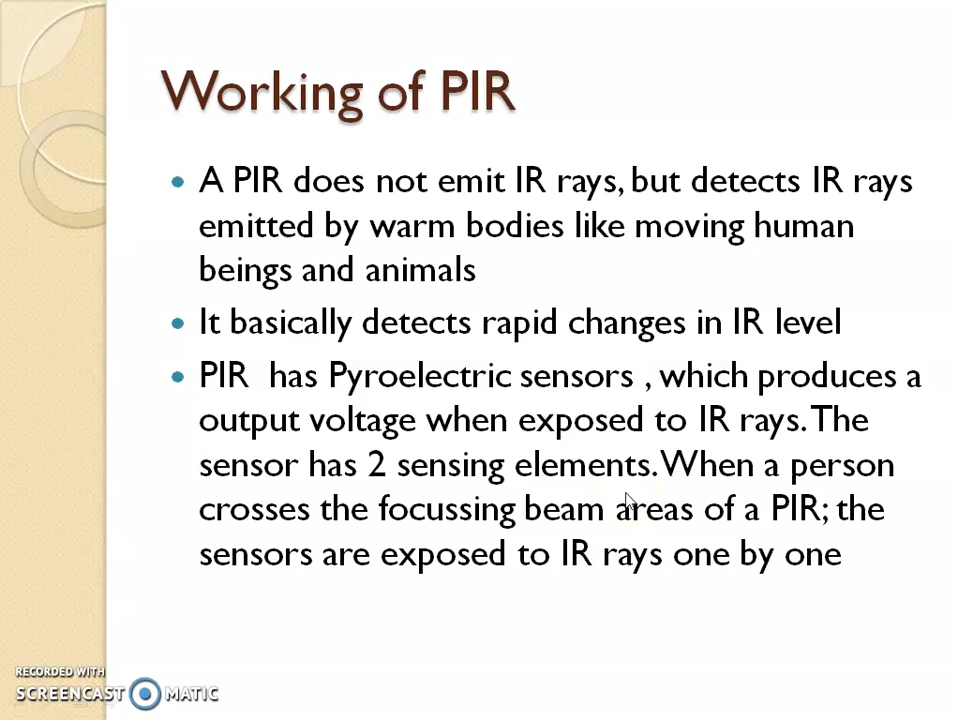 Working of PIR
A PIR does not emit IR rays, but detects IR rays
emitted by warm bodies like moving human
beings and animals
It basically detects rapid changes in IR level
PIR  has Pyroelectric sensors , which produces a
output voltage when exposed to IR rays. The
sensor has 2 sensing elements. When a person
crosses the focussing beam areas of a PIR; the
sensors are exposed to IR rays one by one
RECORDED WITH
SCREENCAST MATIC